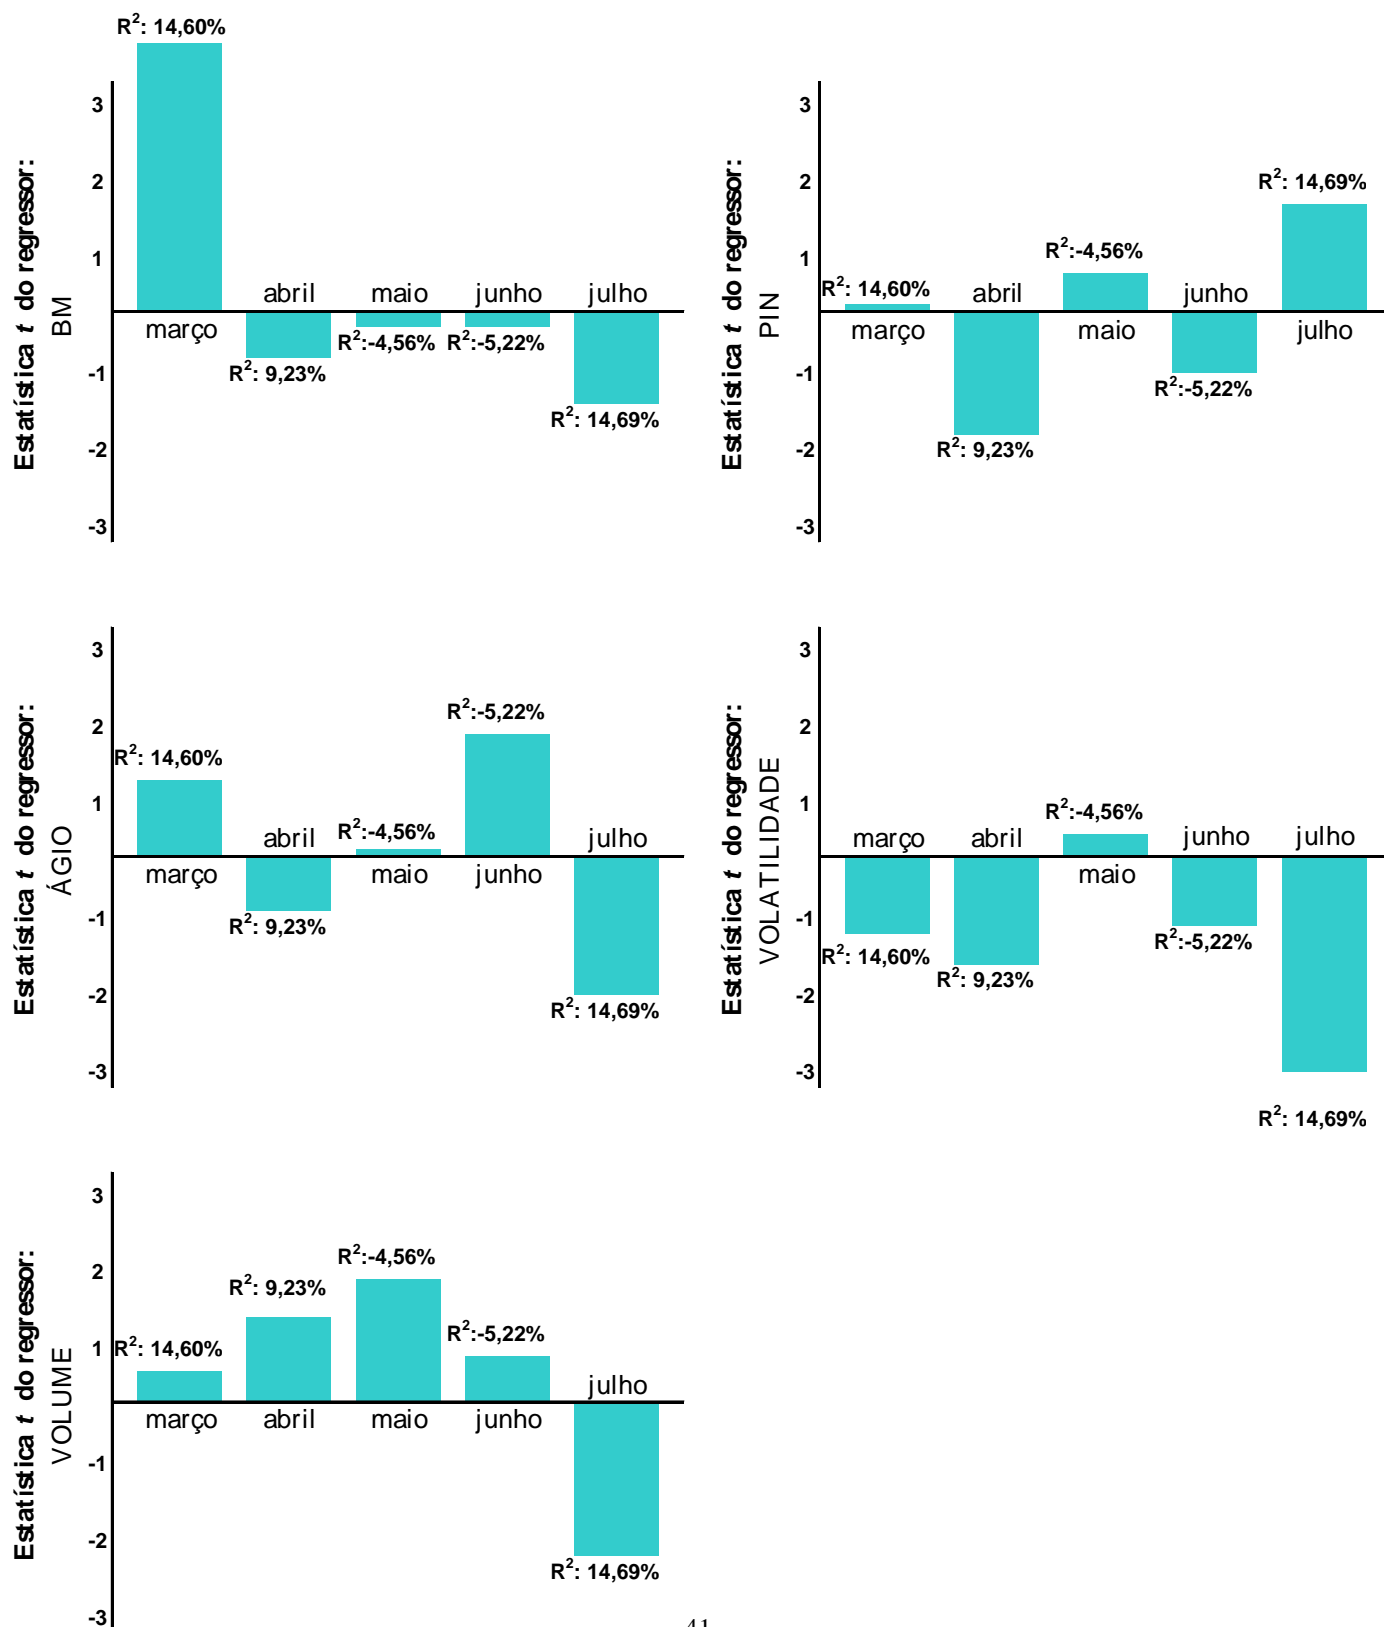 R²: 14,60%
3
2
1
-1
-2
-3
Estatística t do regressor:
BM
março
abril
maio
junho
julho
R²: 9,23%
R²:-4,56%
R²:-5,22%
R²: 14,69%
3
2
1
-1
-2
-3
Estatística t do regressor:
PIN
R²: 14,60%
março
abril
R²: 9,23%
R²:-4,56%
maio
junho
R²:-5,22%
R²: 14,69%
julho
3
2
1
-1
-2
-3
Estatística t do regressor:
ÁGIO
R²: 14,60%
março
abril
R²: 9,23%
R²:-4,56%
maio
R²:-5,22%
junho
julho
R²: 14,69%
3
2
1
-1
-2
-3
Estatística t do regressor:
VOLATILIDADE
março
R²: 14,60%
abril
R²: 9,23%
R²:-4,56%
maio
junho
R²:-5,22%
julho
R²: 14,69%
3
2
1
-1
-2
-3
Estatística t do regressor:
VOLUME
R²: 14,60%
março
R²: 9,23%
abril
R²:-4,56%
maio
R²:-5,22%
junho
julho
R²: 14,69%
41